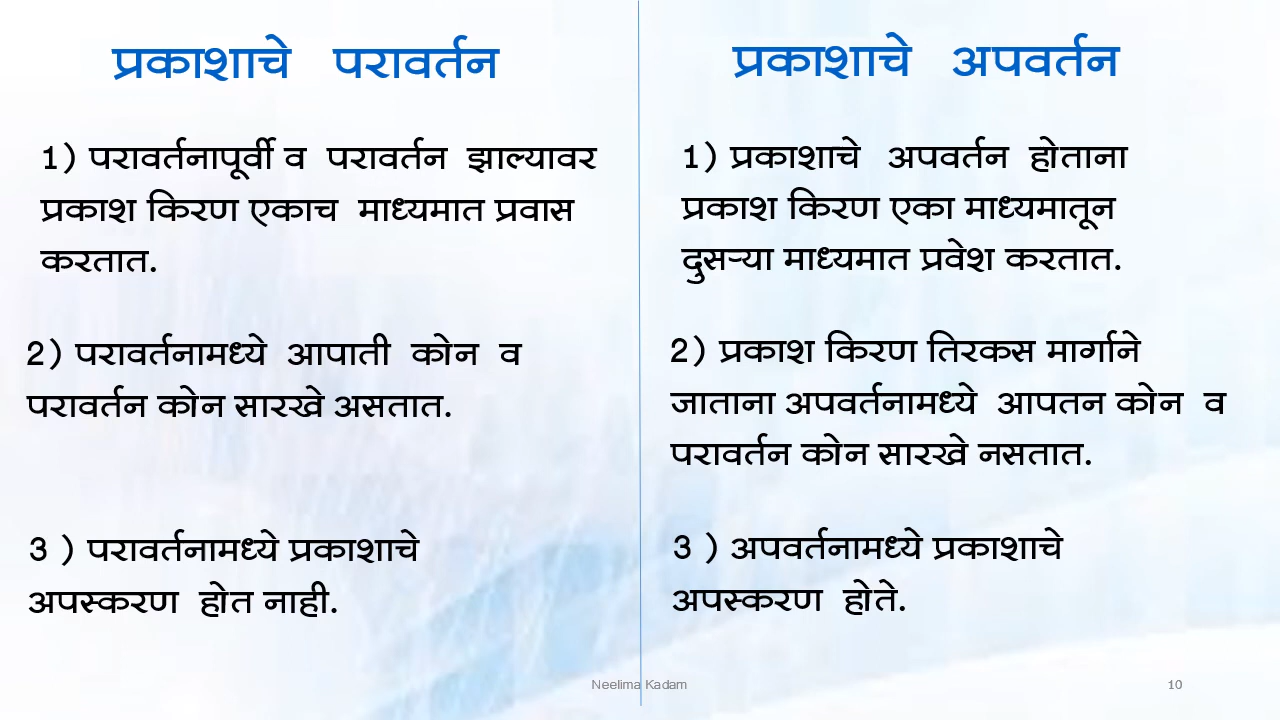 प्रकाशाचे परावर्तन
1) परावर्तनापूर्वी व परावर्तन झाल्यावर
प्रकाश किरण एकाच माध्यमात प्रवास
करतात.
2) परावर्तनामध्ये आपाती कोन व
परावर्तन कोन सारखे असतात.
3 ) परावर्तनामध्ये प्रकाशाचे
अपस्करण होत नाही.
प्रकाशाचे अपवर्तन
1) प्रकाशाचे अपवर्तन होताना
प्रकाश किरण एका माध्यमातून
दुसऱ्या माध्यमात प्रवेश करतात.
2) प्रकाश किरण तिरकस मार्गाने
जाताना अपवर्तनामध्ये आपतन कोन व
परावर्तन कोन सारखे नसतात.
3 ) अपवर्तनामध्ये प्रकाशाचे
अपस्करण होते.
Neelima Kadam
10